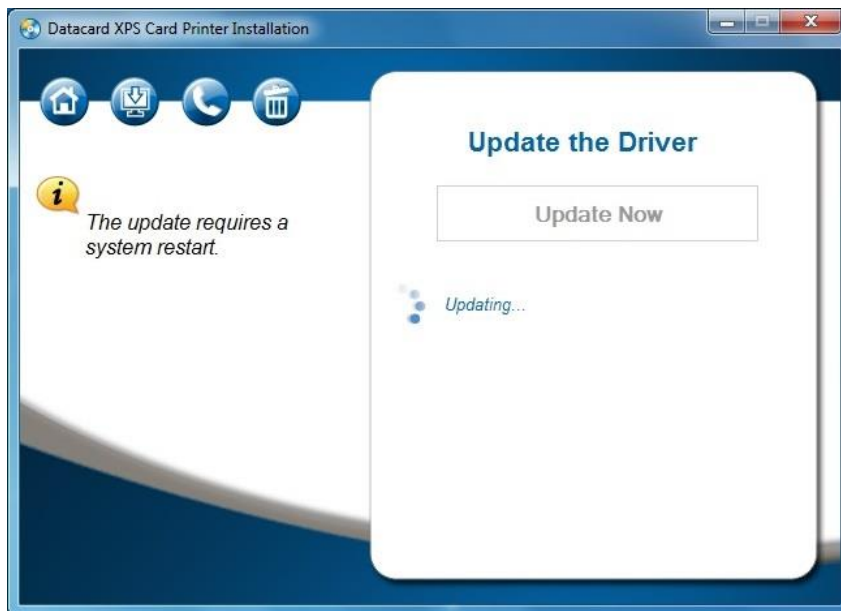 Datacard XPS Card Printer Installation
Update the Driver
Update Now
The update requires a
system restart.
Updating...